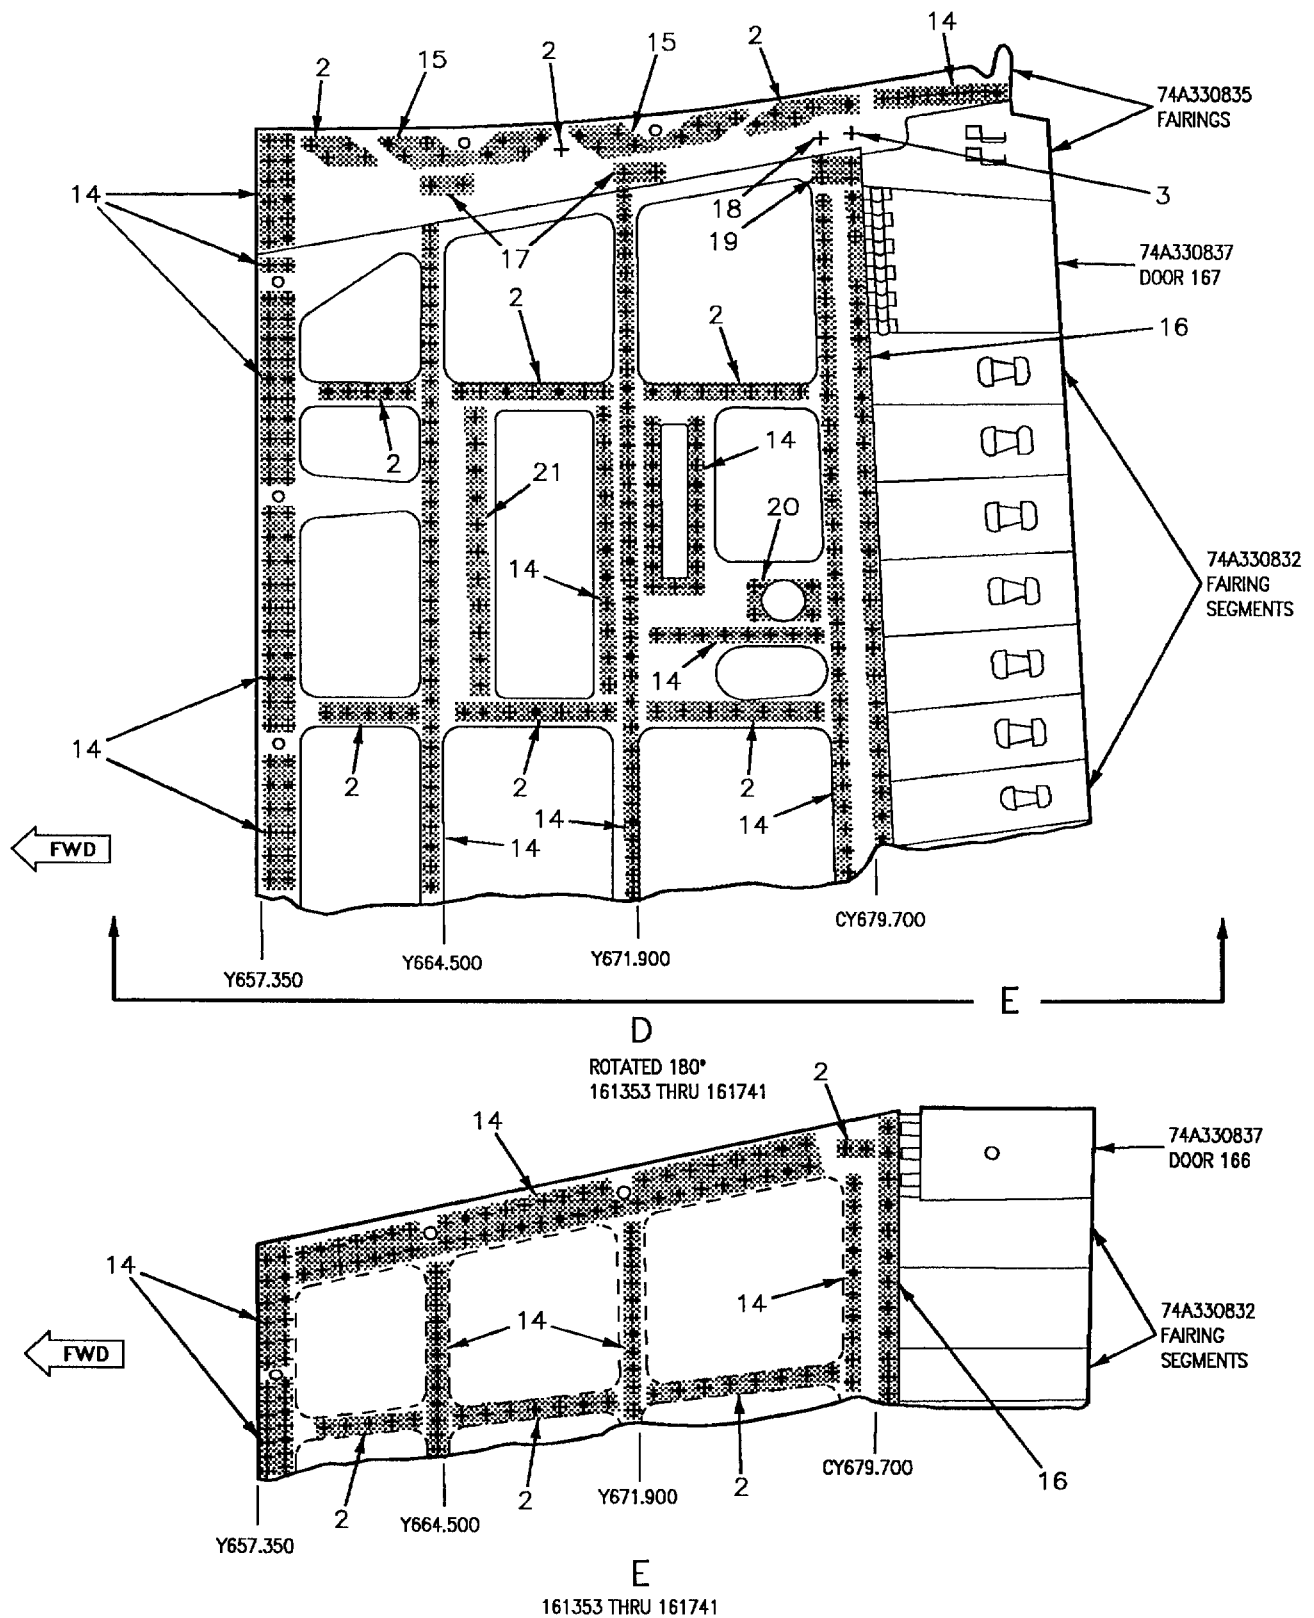 2
15
2
15
2
14
74A330835
FAIRINGS
14
18
3
19
17
74A330837
DOOR 167
2
2
16
2
14
21
20
14
74A330832
FAIRING
SEGMENTS
14
14
2
2
2
14
14
14
FWD
CY679.700
Y671.900
Y664.500
Y657.350
E
D
ROTATED 180°
161353 THRU 161741
2
14
74A330837
DOOR 166
14
14
14
74A330832
FAIRING
SEGMENTS
FWD
CY679.700
16
2
Y671.900
2
2
Y664.500
Y657.350
E
161353 THRU 161741